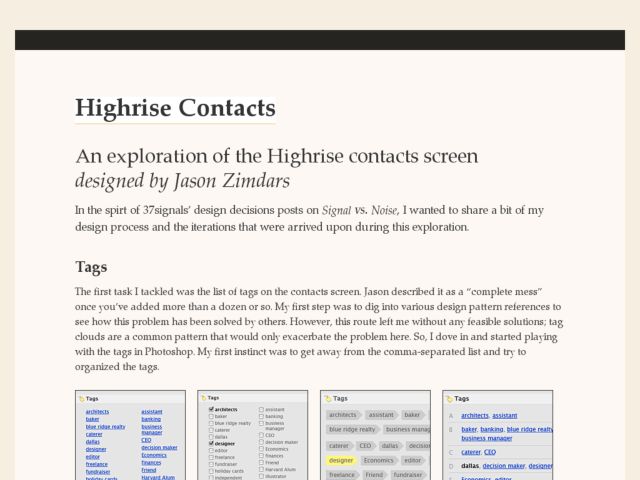 Highrise Contacts
An exploration of the Highrise contacts screen
designed by Jason Zimdars
In the spirt of 37signals' design decisions posts on Signal vs. Noise, I wanted to share a bit of my
design process and the iterations that were arrived upon during this exploration.
Tags
The first task I tackled was the list of tags on the contacts screen. Jason described it as a “complete mess”
once you've added more than a dozen or so. My first step was to dig into various design pattern references to
see how this problem has been solved by others. However, this route left me without any feasible solutions; tag
clouds are a common pattern that would only exacerbate the problem here. So, I dove in and started playing
with the tags in Photoshop. My first instinct was to get away from the comma-separated list and try to
organized the tags.
Tags
architects
baker
blue ridge realty
caterer
dallas
designer
editor
freelance
fundraiser
holiday cards
assistant
banking
business
manager
CEO
decision maker
Economics
finances
Friend
Harvard Alum
Tags
architects
baker
blue ridge realty
caterer
dallas
designer
editor
freelance
fundraiser
holiday cards
independent
assistant
banking
business
manager
CEO
decision maker
Economics
finances
friend
Harvard Alum
illustrator
Tags
architects assistant baker
blue ridge realty business manag
caterer CEO dallas decision
designer Economics editor
freelance Friend fundraiser
Tags
A architects, assistant
B baker, banking, blue ridge realty
business manager
C caterer, CEO
D dallas, decision maker, designer
E Economics, editor